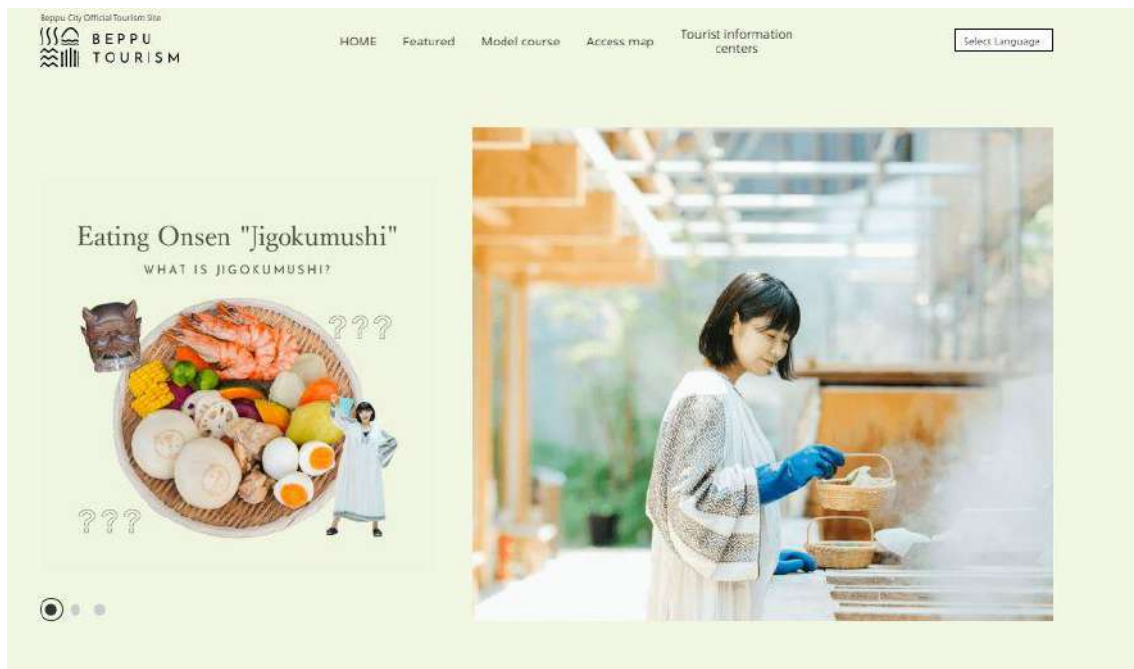 Beppu City Official Tourism Site
BEPPU
TOURISM
HOME
Featured
Model course
Access map
Tourist information
centers
Select Language
Eating Onsen "Jigokumushi"
WHAT IS JIGOKUMUSHI?
???
???